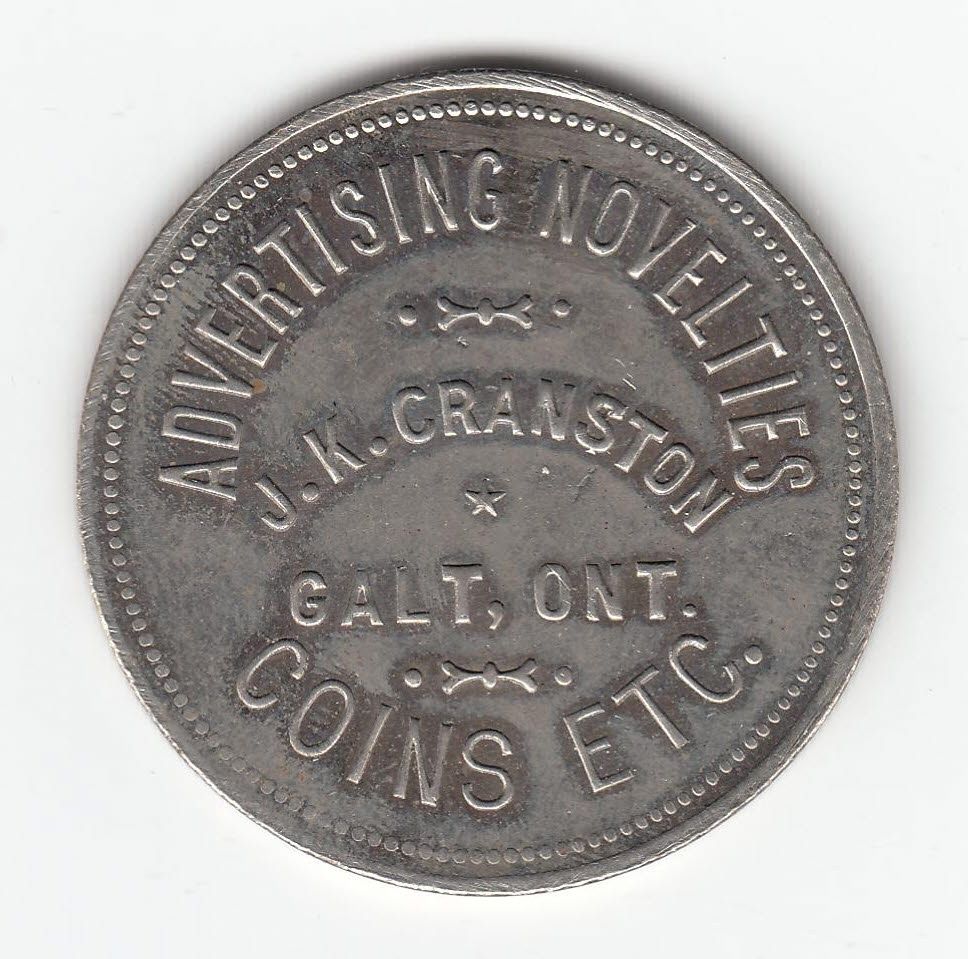 ADVERTISING NOVELTIES
J. K. CRANSTON
GALT, ONT.
COINS ETC.